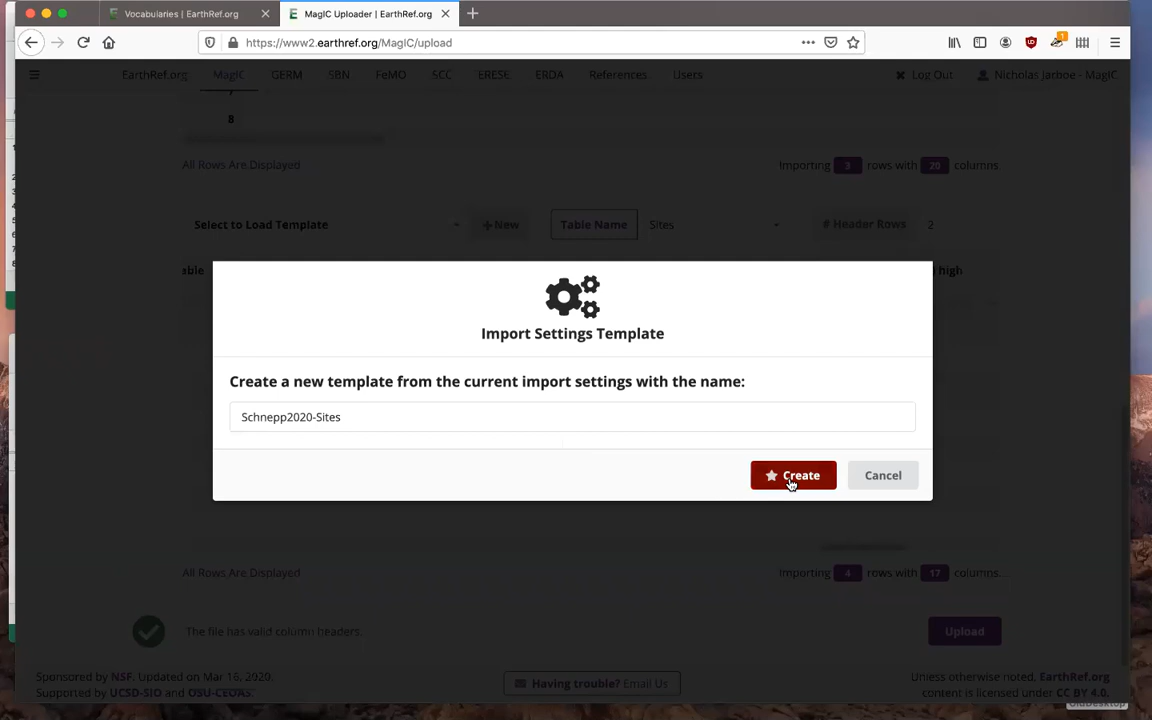 Vocabularies | EarthRef.org
MagIC Uploader | EarthRef.org
https://www2.earthref.org/MagIC/upload
EarthRef.org MagIC GERM SBN FeMO SCC ERESE ERDA References Users Log Out Nicholas Jarboe - MagIC
8
All Rows Are Displayed Importing 3 rows with 20 columns
Select to Load Template + New Table Name Sites # Header Rows 2
able high
Import Settings Template
Create a new template from the current import settings with the name:
Schnepp2020-Sites
Create Cancel
All Rows Are Displayed Importing 4 rows with 17 columns
The file has valid column headers. Upload
Sponsored by NSF. Updated on Mar 16, 2020.
Supported by UCSD-SIO and OSU-CEOAS.
Having trouble? Email Us
Unless otherwise noted, EarthRef.org
content is licensed under CC BY 4.0.